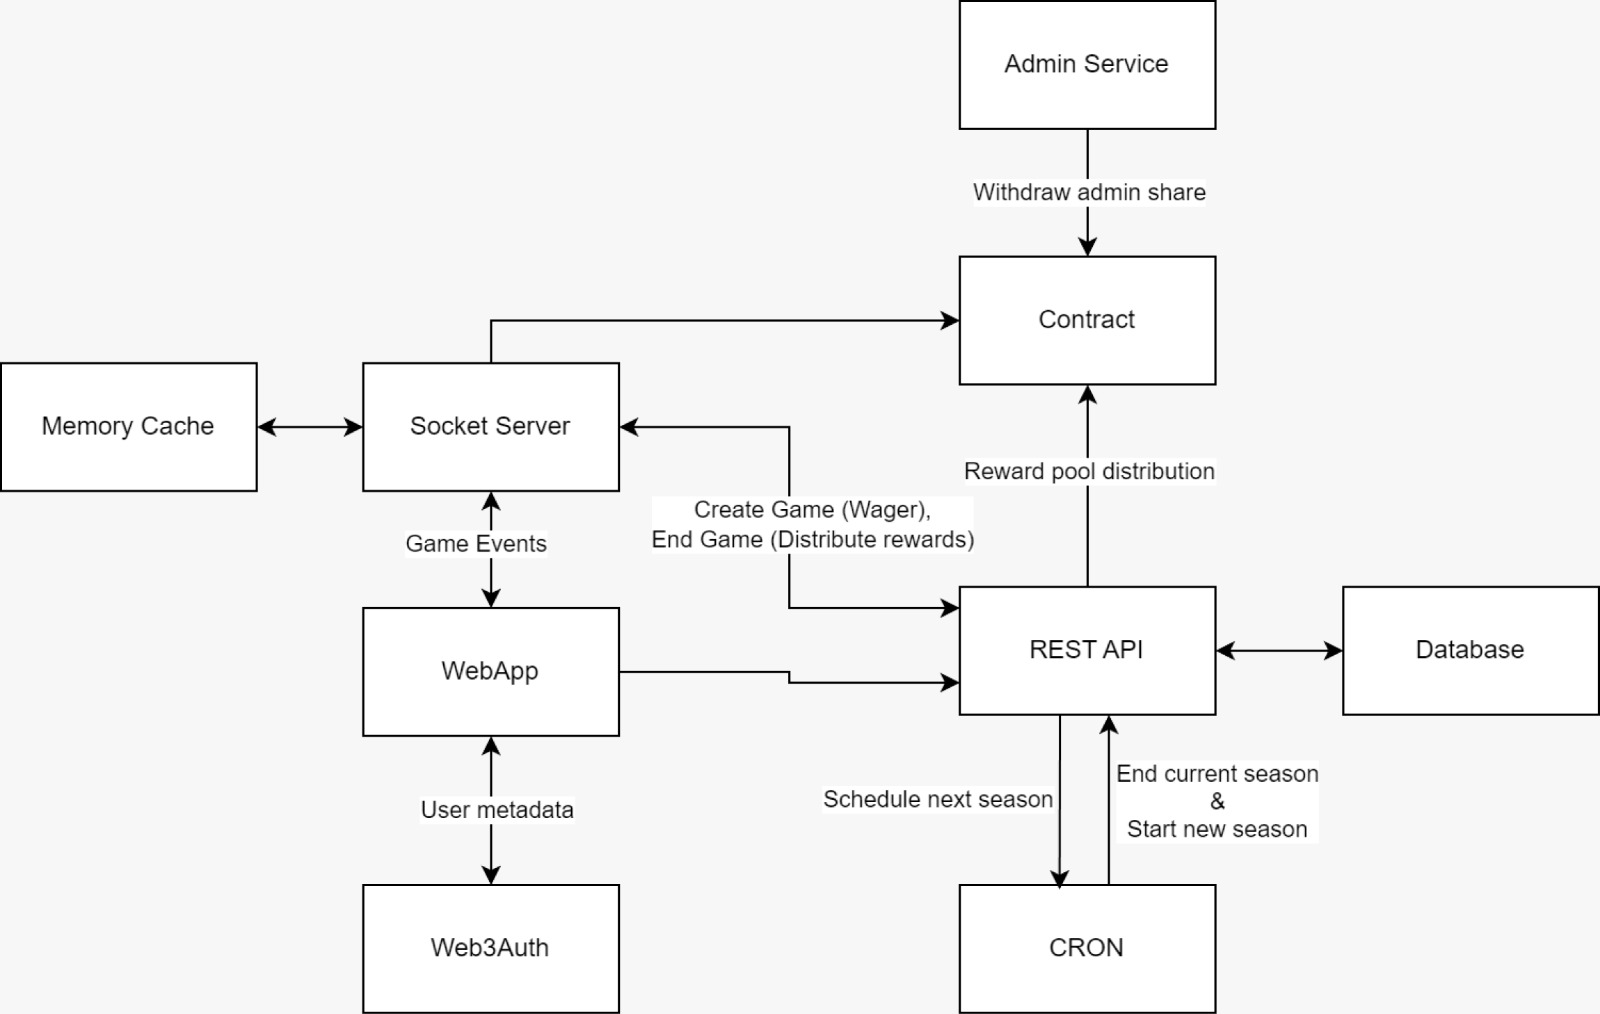 Admin Service
Withdraw admin share
Contract
Memory Cache
Socket Server
Reward pool distribution
Create Game (Wager),
End Game (Distribute rewards)
Game Events
WebApp
REST API
Database
Schedule next season
End current season
&
Start new season
User metadata
Web3Auth
CRON